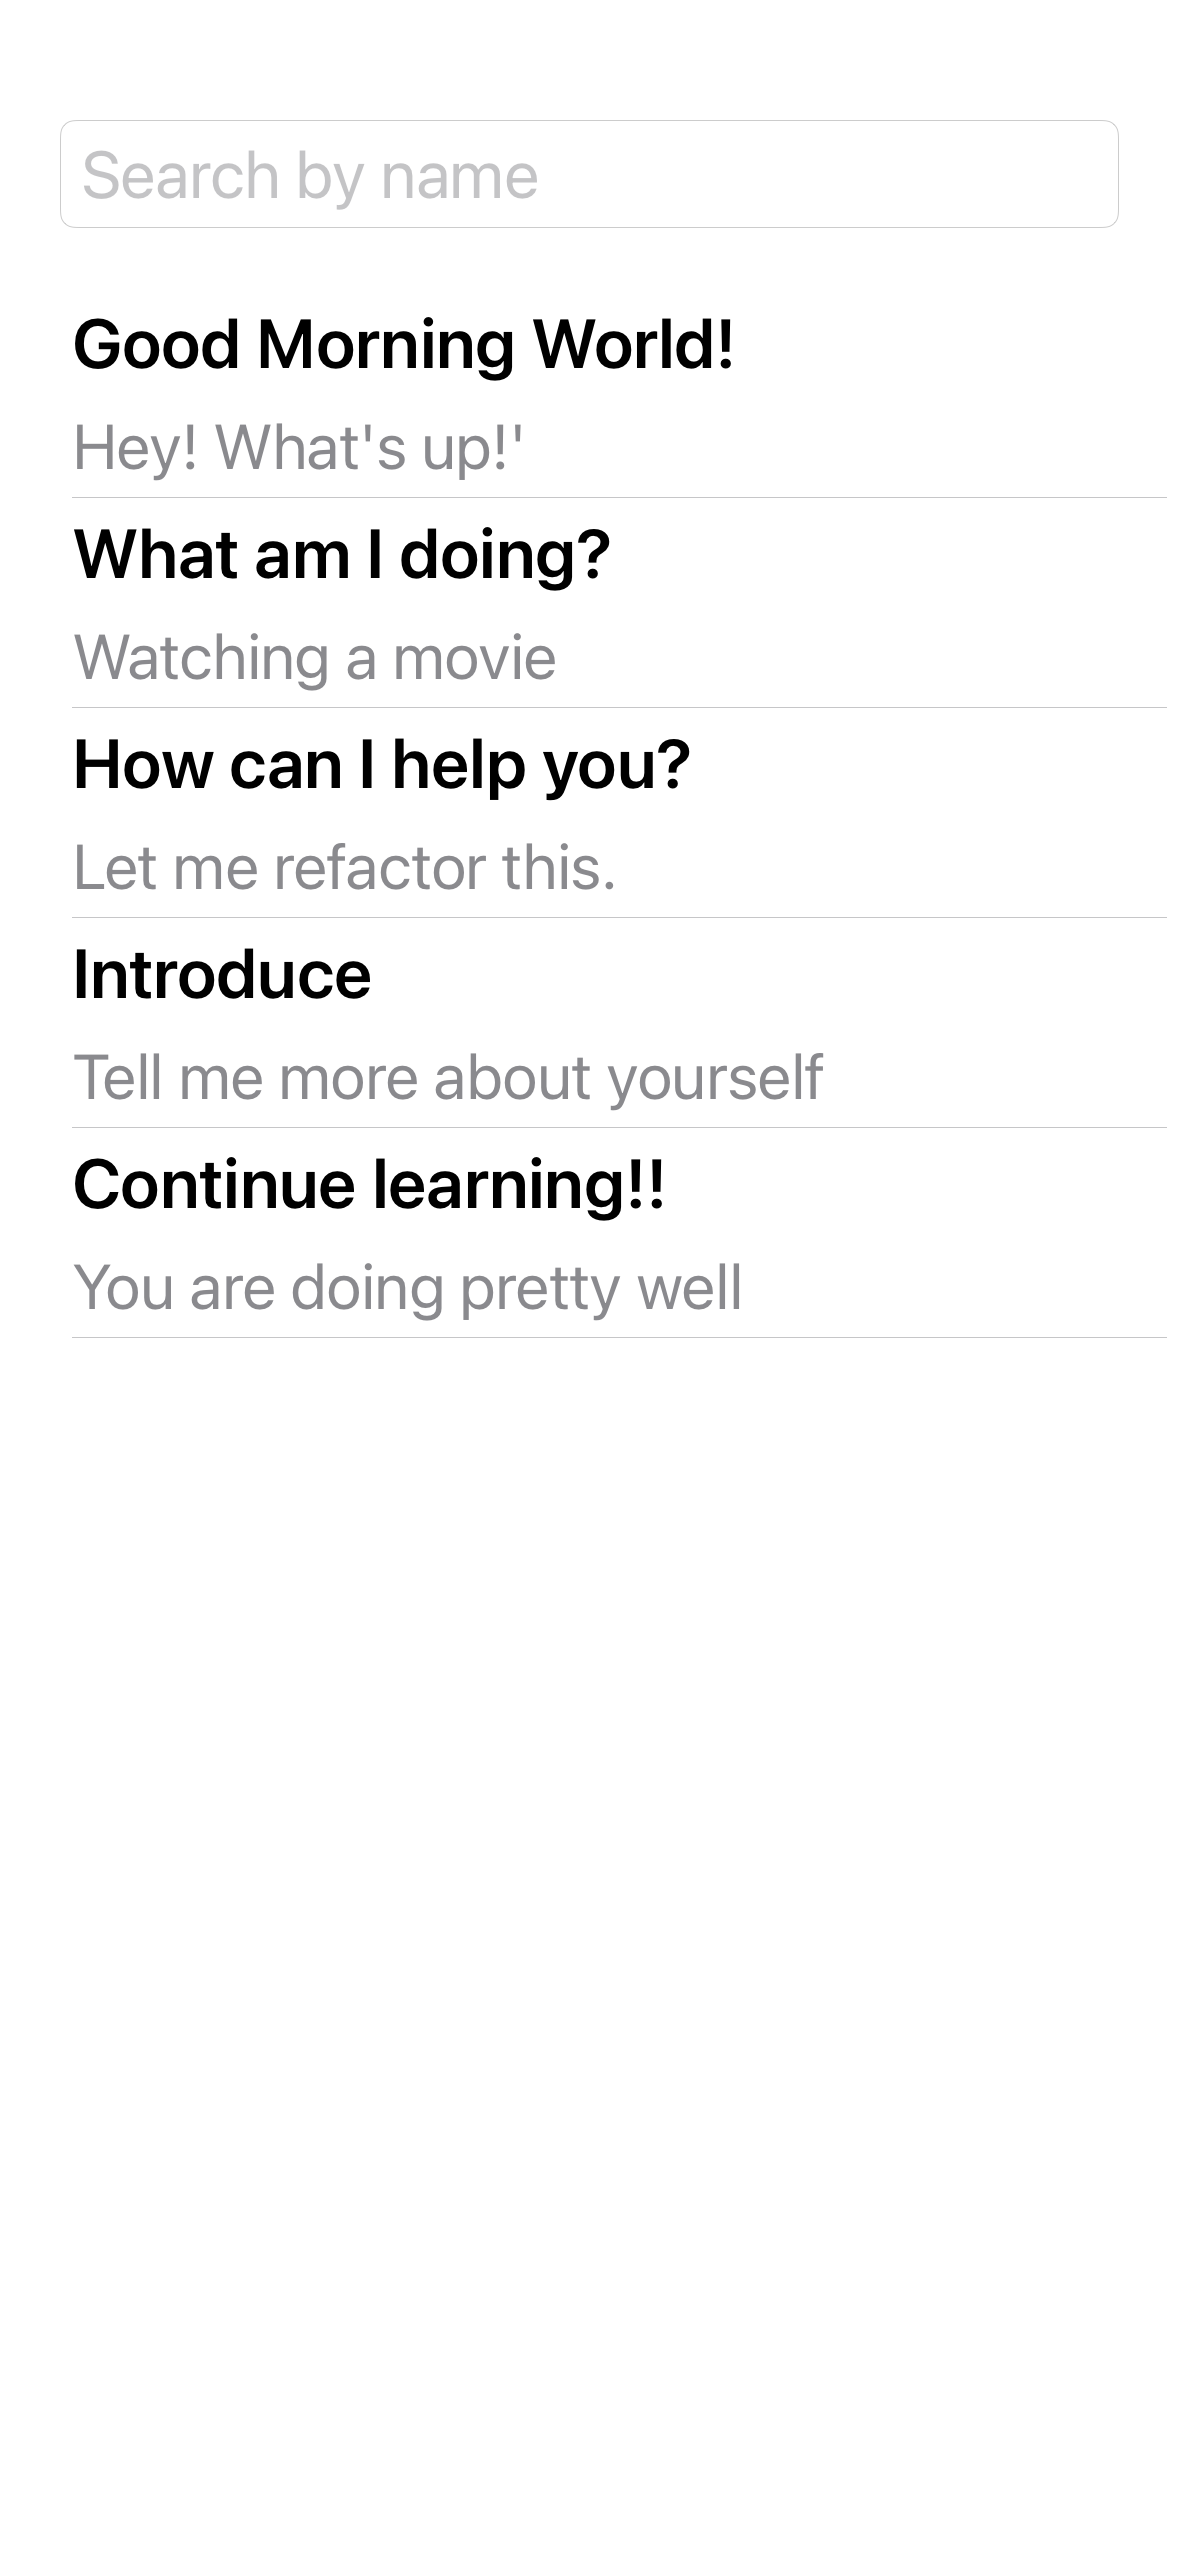 Search by name
Good Morning World!
Hey! What's up!'
What am I doing?
Watching a movie
How can I help you?
Let me refactor this.
Introduce
Tell me more about yourself
Continue learning!!
You are doing pretty well